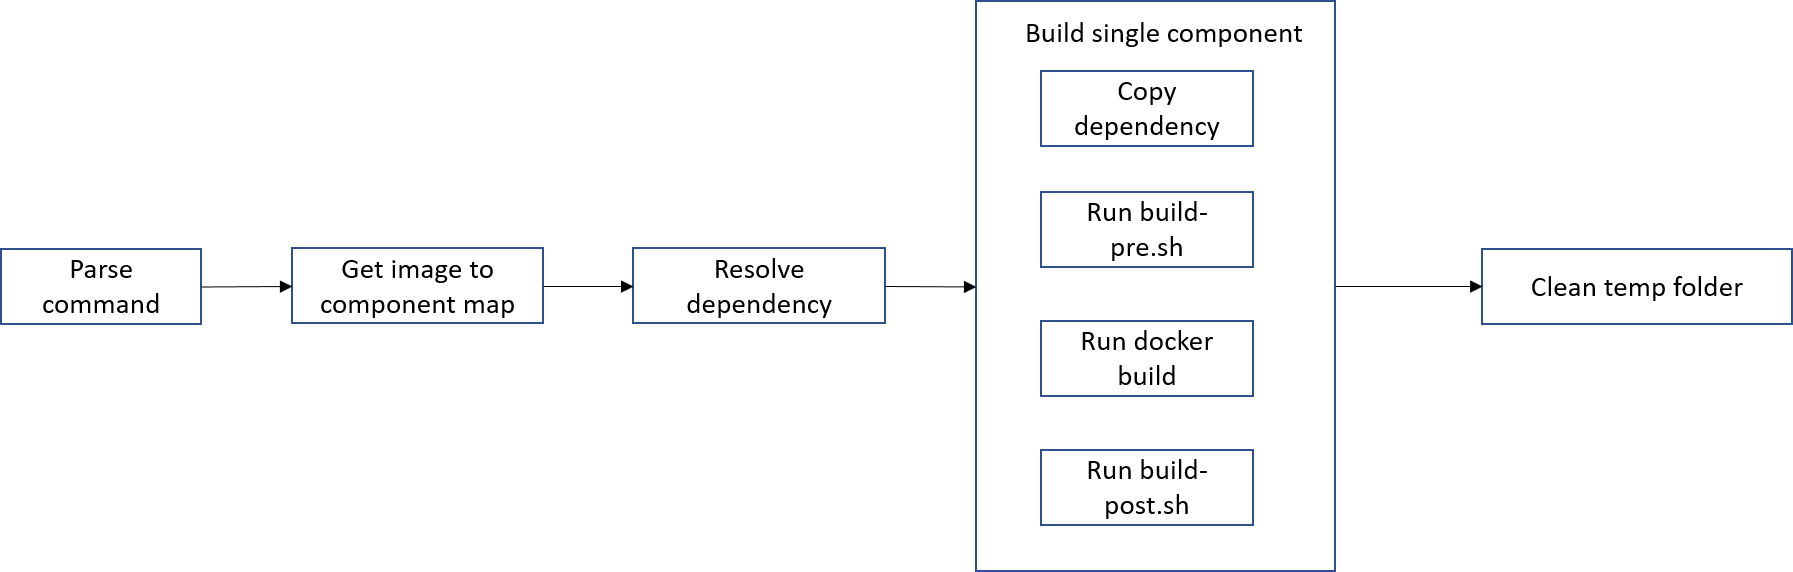 Parse
command
Get image to
component map
Resolve
dependency
Build single component
Copy
dependency
Run build-
pre.sh
Run docker
build
Run build-
post.sh
Clean temp folder